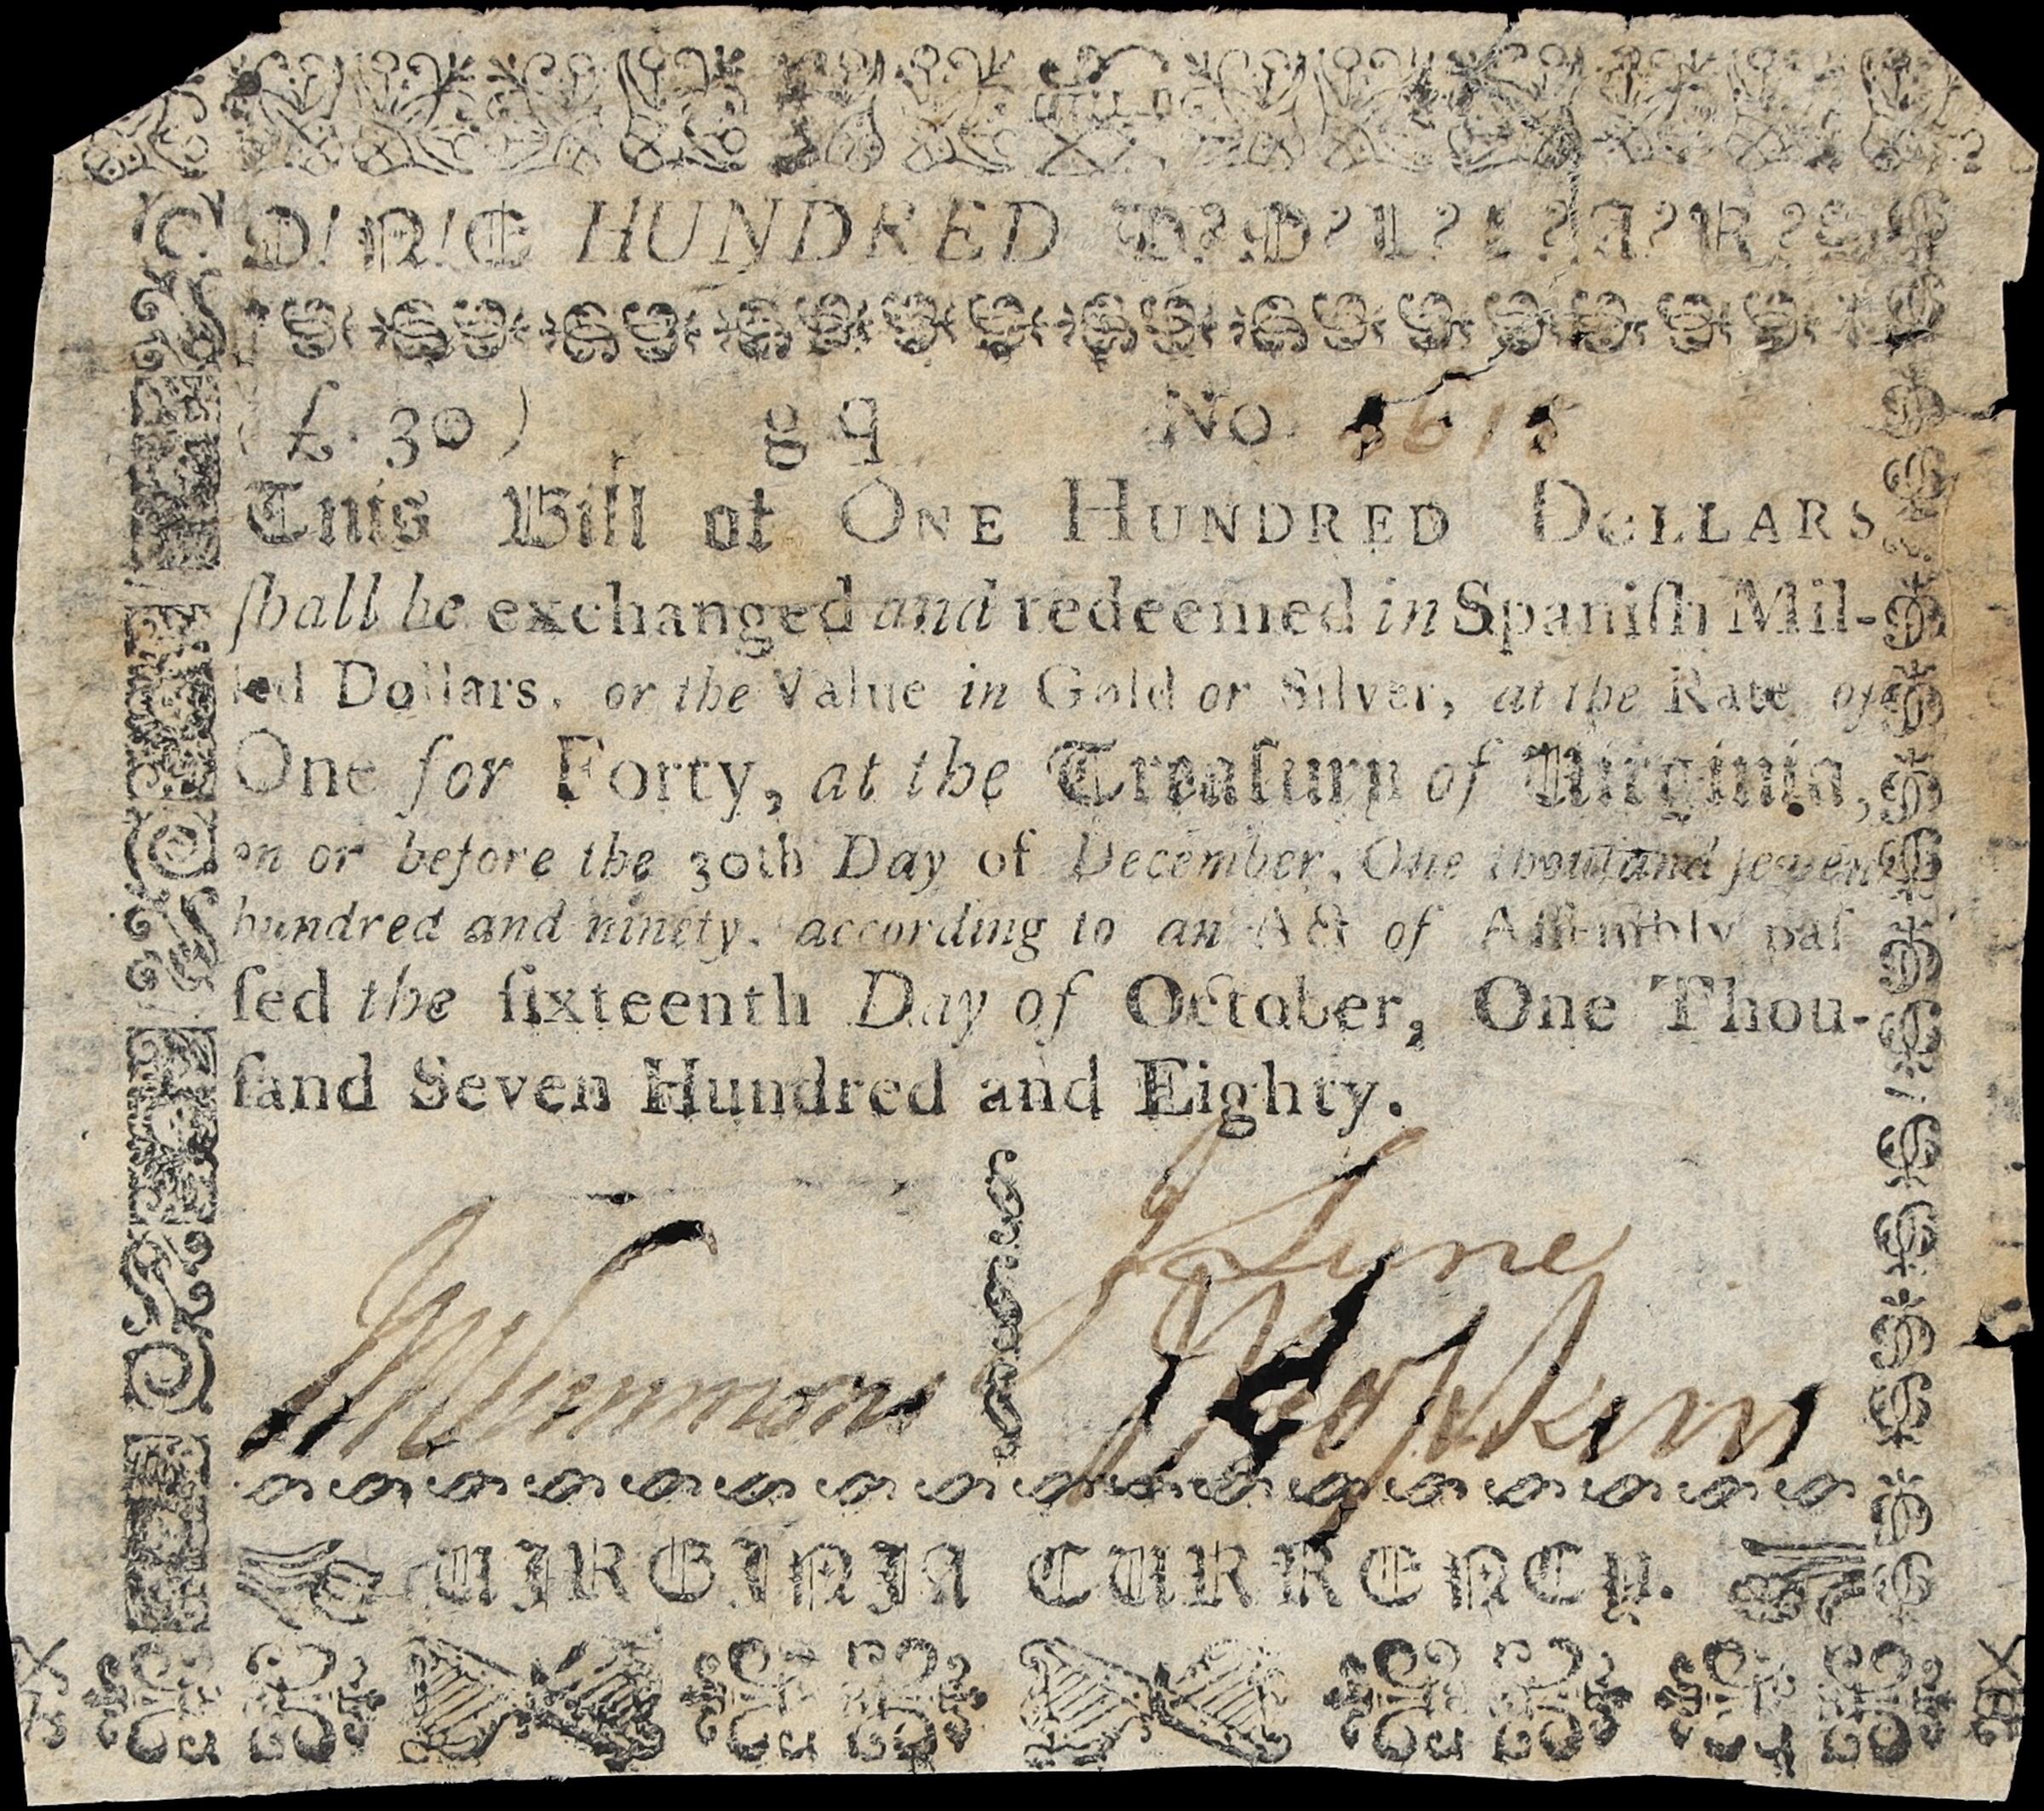 O!N!E HUNDRED D?O?L?L?A?R?S
(£. 30) g q No.
This Bill of ONE HUNDRED DOLLARS
ſhall be exchanged and redeemed in Spaniſh Mil-
led Dollars, or the Value in Gold or Silver, at the Rate of
One for Forty, at the Treaſury of Virginia,
on or before the 30th Day of December, One thouſand ſeven
hundred and ninety, according to an Act of Aſſembly paſ
ſed the ſixteenth Day of October, One Thou-
ſand Seven Hundred and Eighty.
J Lyne
J Hopkins
VIRGINIA CURRENCY.